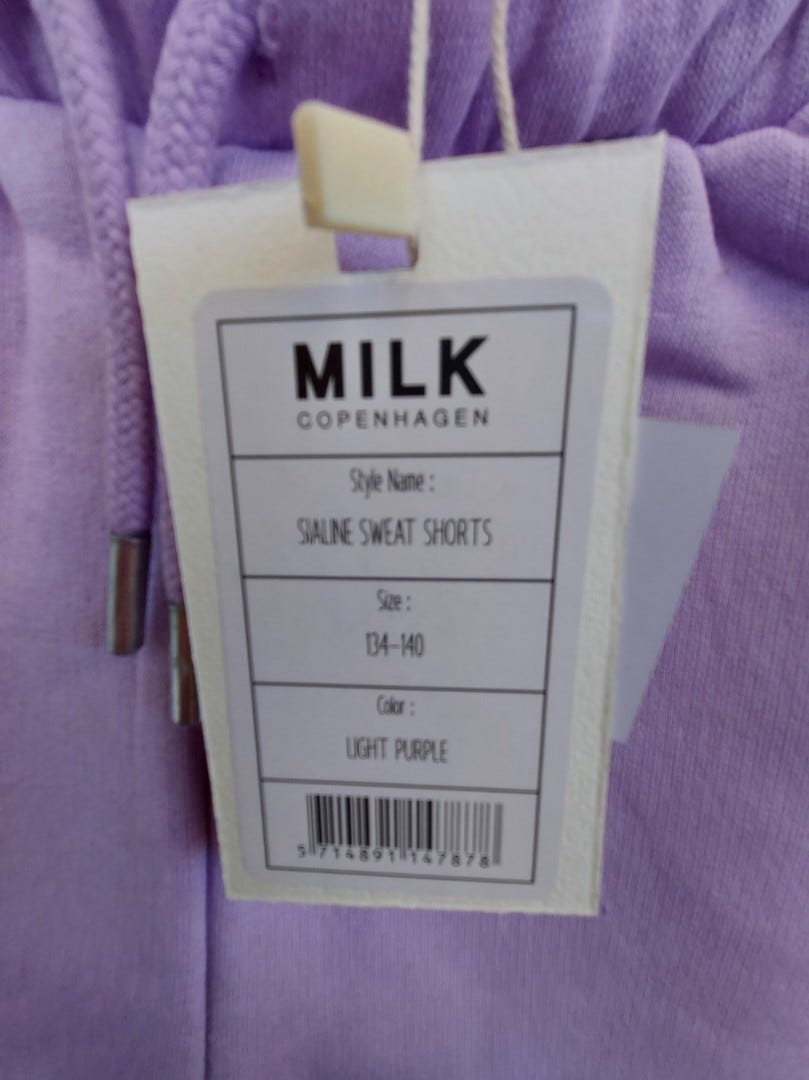 MILK
COPENHAGEN
Style Name :
SIALINE SWEAT SHORTS
Size :
134-140
Color :
LIGHT PURPLE
5 714891 147878